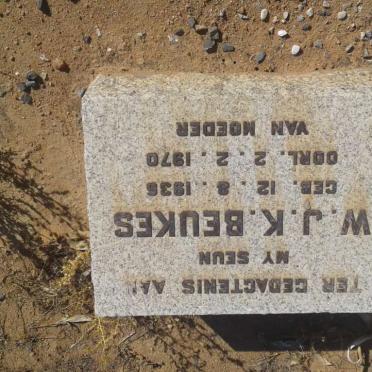 TER GEDAGTENIS AAN
MY SEUN
W. J. K. BEUKES
GEB. 12 . 8 . 1936
OORL. 2 . 2 . 1970
VAN MOEDER